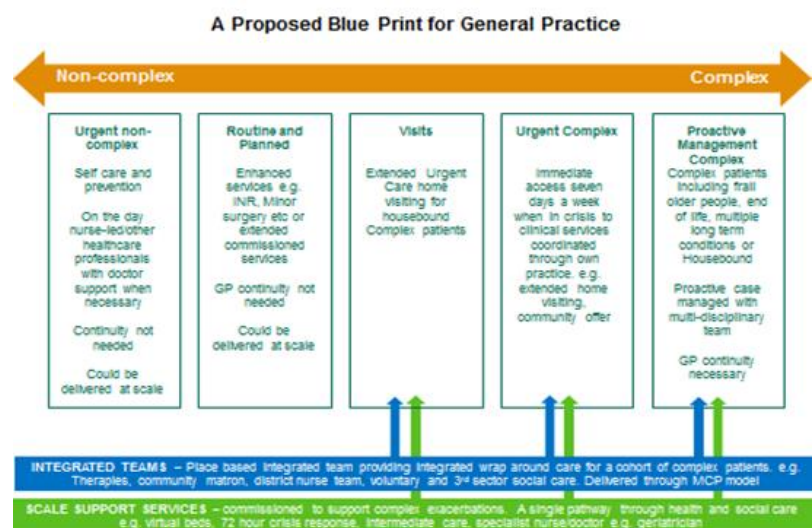 A Proposed Blue Print for General Practice
Non-complex
Complex
Urgent non-
complex
Self care and
prevention
On the day
nurse-led/other
healthcare
professionals
with doctor
support when
necessary
Continuity not
needed
Could be
delivered at scale
Routine and
Planned
Enhanced
services e.g.
INR, Minor
surgery etc or
extended
commissioned
services
GP continuity not
needed
Could be
delivered at scale
Visits
Extended Urgent
Care home
visiting for
housebound
Complex patients
Urgent Complex
Immediate
access seven
days a week
when in crisis to
clinical services
coordinated
through own
practice. e.g.
extended home
visiting,
community offer
Proactive
Management
Complex
Complex patients
including frail
older people, end
of life, multiple
long term
conditions or
Housebound
Proactive case
managed with
multi-disciplinary
team
GP continuity
necessary
INTEGRATED TEAMS – Place based integrated team providing integrated wrap around care for a cohort of complex patients. e.g.
Therapies, community matron, district nurse team, voluntary and 3rd sector social care. Delivered through MCP model
SCALE SUPPORT SERVICES – commissioned to support complex exacerbations. A single pathway through health and social care
e.g. virtual beds, 72 hour crisis response, Intermediate care, specialist nurse/doctor e.g. geriatrician